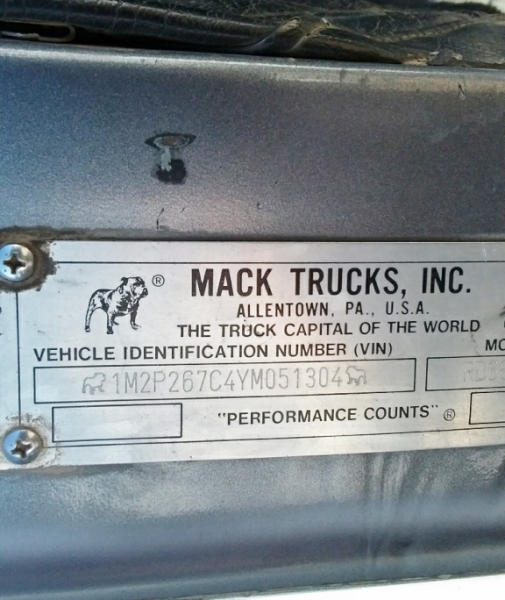 ®
MACK TRUCKS, INC.
ALLENTOWN, PA., U.S.A.
THE TRUCK CAPITAL OF THE WORLD
VEHICLE IDENTIFICATION NUMBER (VIN)
1M2P267C4YM051304
"PERFORMANCE COUNTS" ®